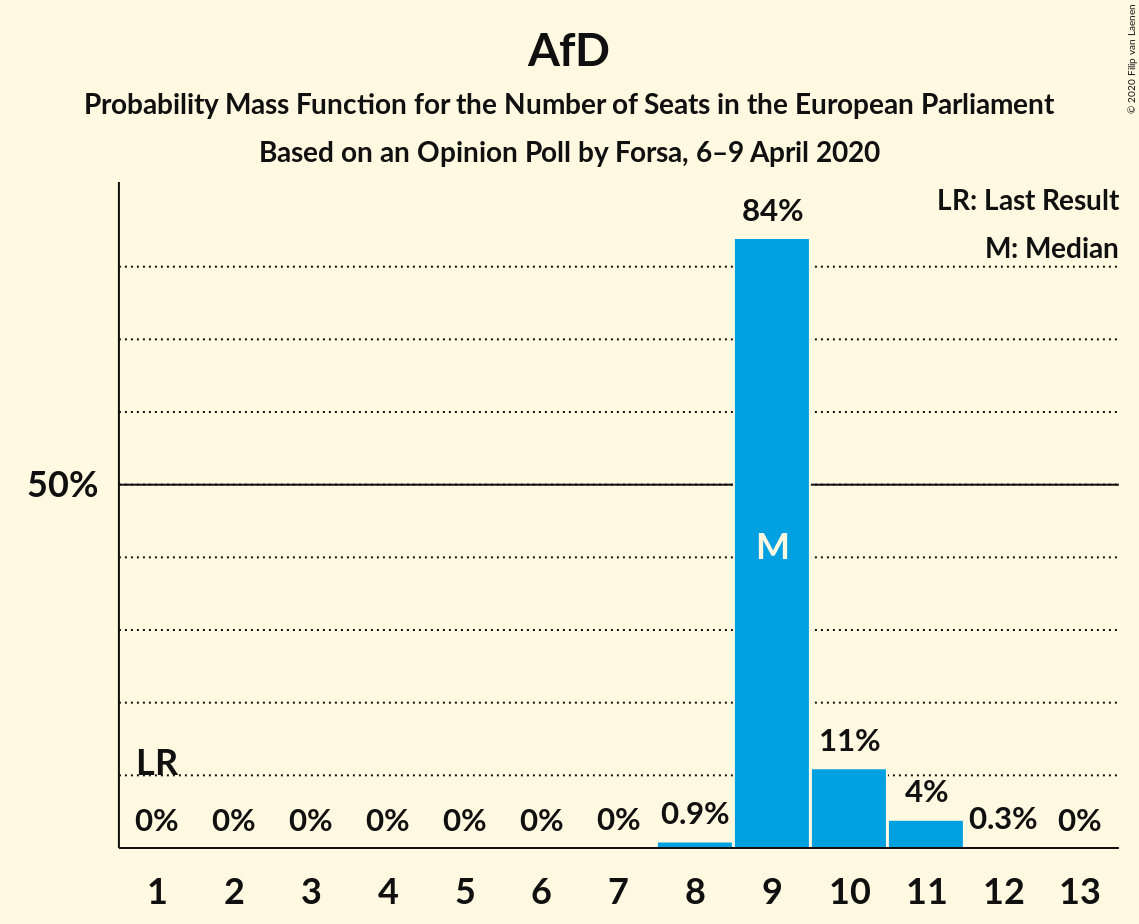 AfD
Probability Mass Function for the Number of Seats in the European Parliament
Based on an Opinion Poll by Forsa, 6–9 April 2020
© 2020 Filip van Laenen
LR: Last Result
M: Median
84%
50%
M
LR
11%
4%
0% 0% 0% 0% 0% 0% 0% 0.9% 0.3% 0%
1 2 3 4 5 6 7 8 9 10 11 12 13